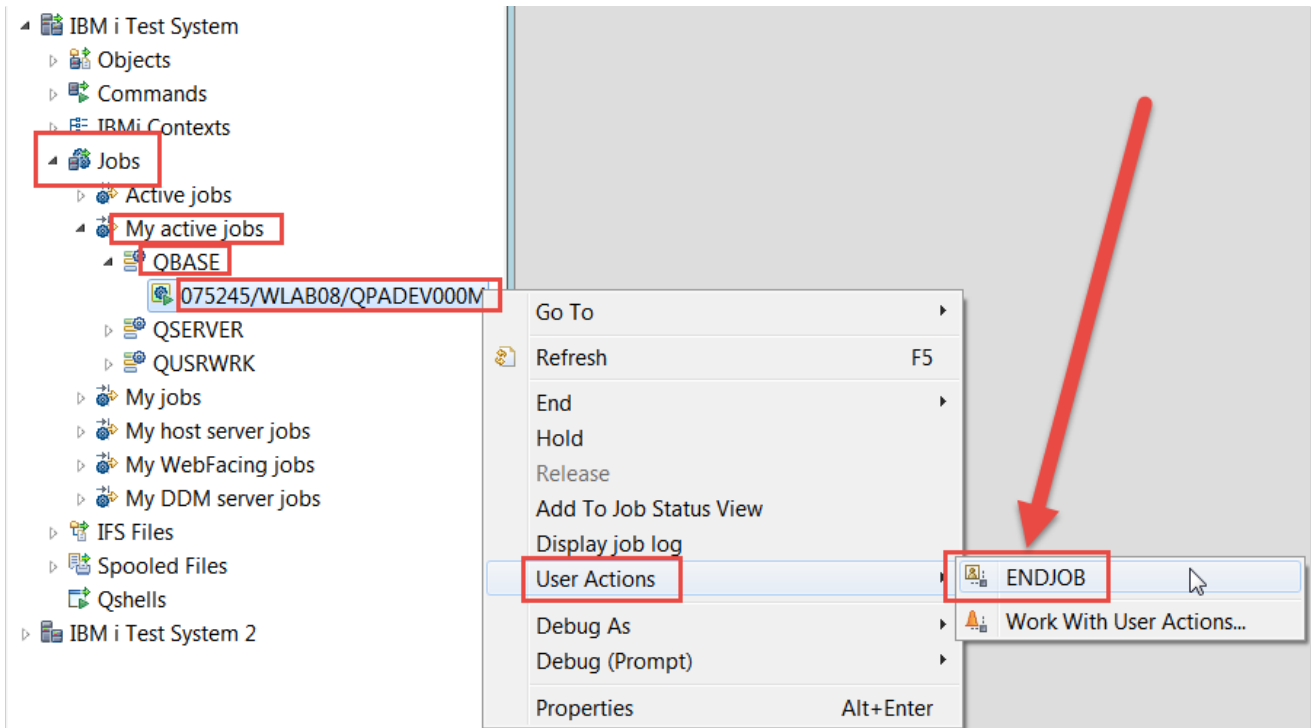 IBM i Test System
Objects
Commands
IBMi Contexts
Jobs
Active jobs
My active jobs
QBASE
075245/WLAB08/QPADEV000M
QSERVER
QUSRWRK
My jobs
My host server jobs
My WebFacing jobs
My DDM server jobs
IFS Files
Spooled Files
Qshells
IBM i Test System 2
Go To
Refresh F5
End
Hold
Release
Add To Job Status View
Display job log
User Actions
Debug As
Debug (Prompt)
Properties Alt+Enter
ENDJOB
Work With User Actions...